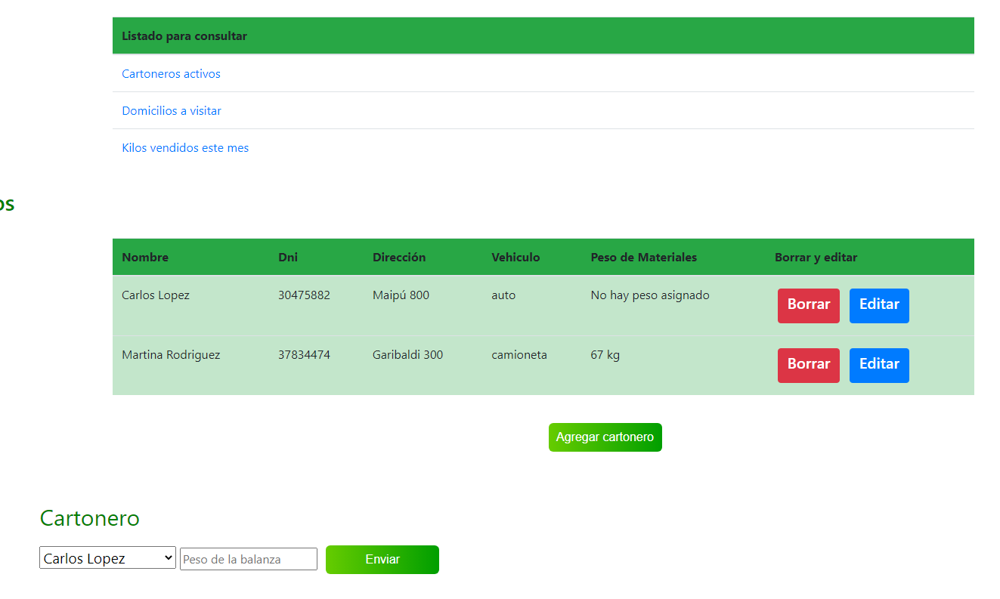 Listado para consultar
Cartoneros activos
Domicilios a visitar
Kilos vendidos este mes
os
Nombre Dni Dirección Vehiculo Peso de Materiales Borrar y editar
Carlos Lopez 30475882 Maipú 800 auto No hay peso asignado Borrar Editar
Martina Rodriguez 37834474 Garibaldi 300 camioneta 67 kg Borrar Editar
Agregar cartonero
Cartonero
Carlos Lopez Peso de la balanza Enviar